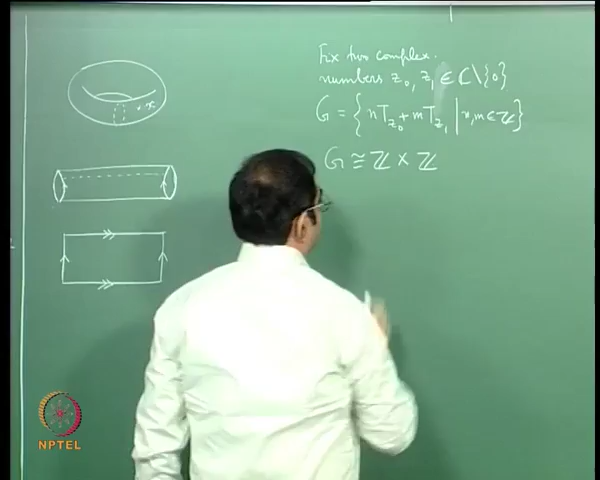 Fix two complex
numbers z₀, z₁ ∈ ℂ\{0}
G = { nT_{z₀} + mT_{z₁} | n, m ∈ ℤ }
G ≅ ℤ × ℤ
x
NPTEL